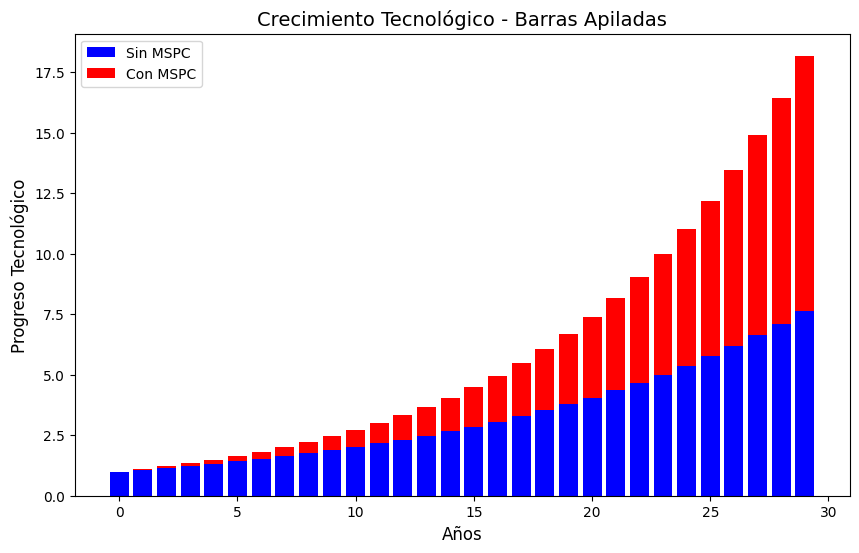 Crecimiento Tecnológico - Barras Apiladas
Sin MSPC
Con MSPC
Progreso Tecnológico
17.5
15.0
12.5
10.0
7.5
5.0
2.5
0.0
0 5 10 15 20 25 30
Años